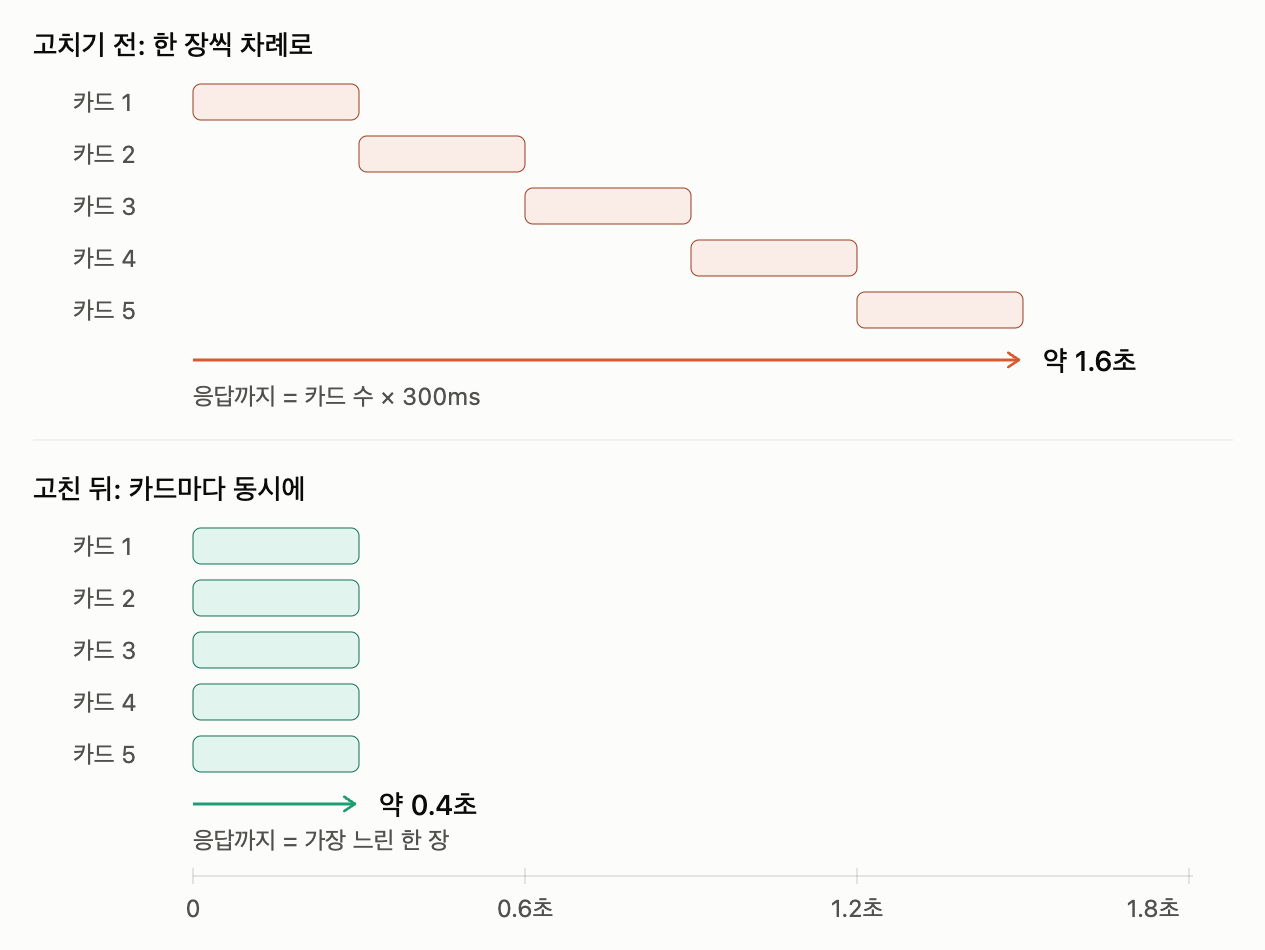 고치기 전: 한 장씩 차례로
카드 1
카드 2
카드 3
카드 4
카드 5
약 1.6초
응답까지 = 카드 수 × 300ms
고친 뒤: 카드마다 동시에
카드 1
카드 2
카드 3
카드 4
카드 5
약 0.4초
응답까지 = 가장 느린 한 장
0 0.6초 1.2초 1.8초